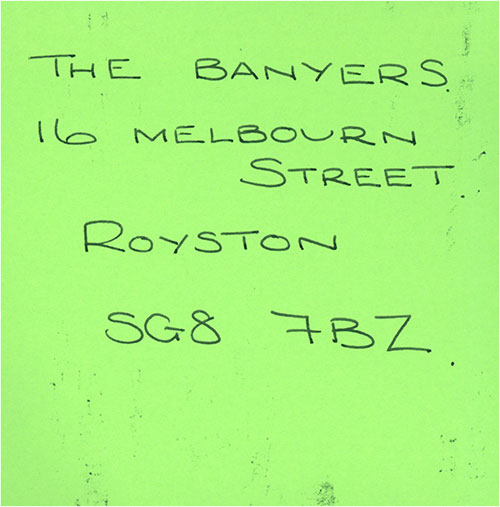 THE BANYERS.
16 MELBOURN
STREET.
ROYSTON
SG8 7BZ.